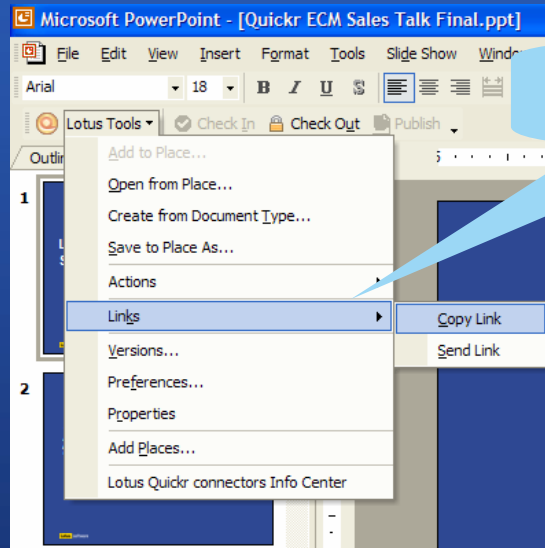 Microsoft PowerPoint - [Quickr ECM Sales Talk Final.ppt]
File Edit View Insert Format Tools Slide Show
Arial 18 B I U S
Lotus Tools Check In Check Out Publish
Add to Place...
Open from Place...
Create from Document Type...
Save to Place As...
Actions
Links
Copy Link
Send Link
Versions...
Preferences...
Properties
Add Places...
Lotus Quickr connectors Info Center
1
2